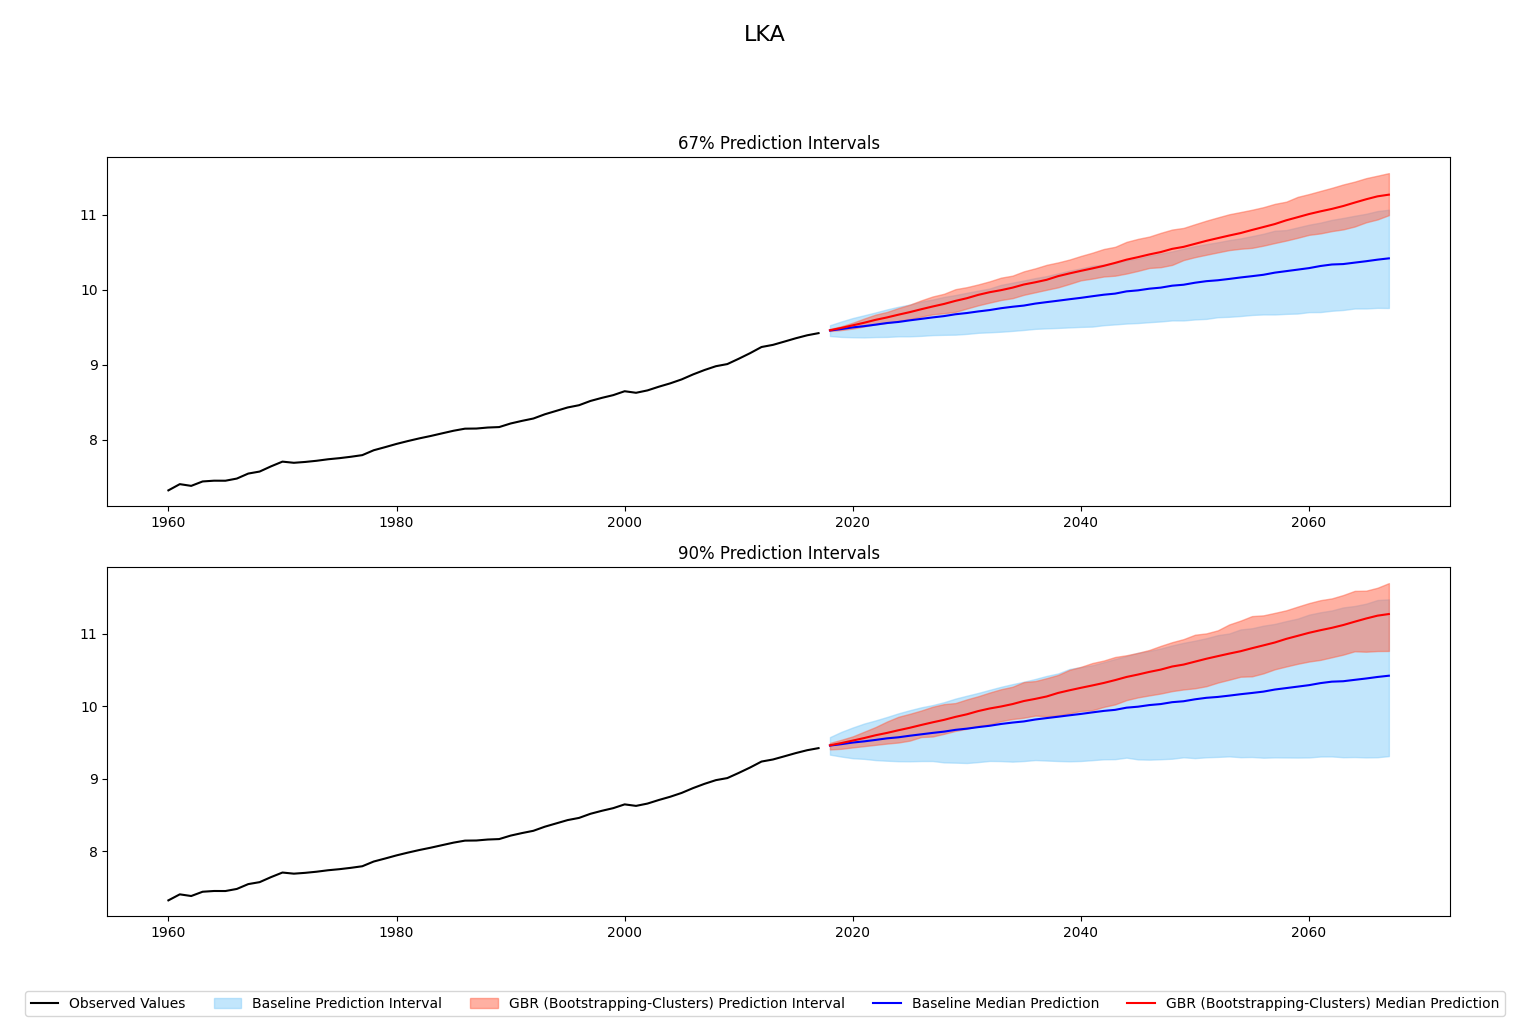 LKA
67% Prediction Intervals
11
10
9
8
1960 1980 2000 2020 2040 2060
90% Prediction Intervals
11
10
9
8
1960 1980 2000 2020 2040 2060
Observed Values Baseline Prediction Interval GBR (Bootstrapping-Clusters) Prediction Interval Baseline Median Prediction GBR (Bootstrapping-Clusters) Median Prediction